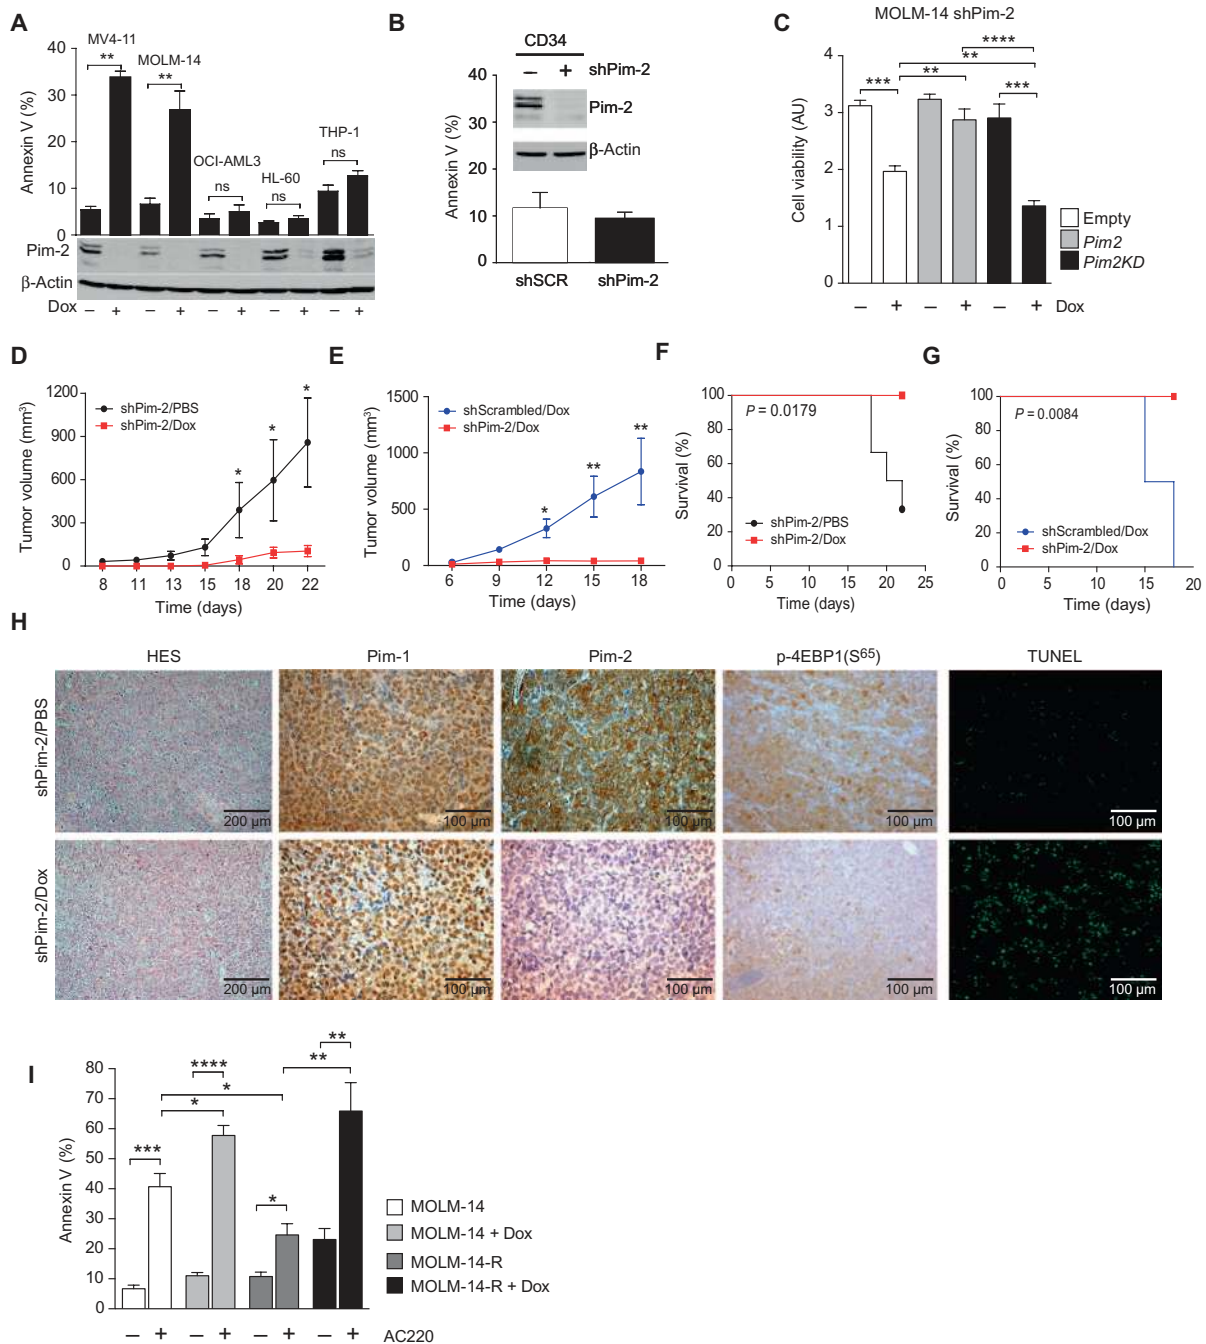 A
MV4-11
MOLM-14
OCI-AML3
HL-60
THP-1
** ** ns ns ns
Annexin V (%)
40
30
20
10
0
Pim-2
β-Actin
Dox
– + – + – + – + – +
B
CD34
– + shPim-2
Pim-2
β-Actin
Annexin V (%)
40
30
20
10
0
shSCR shPim-2
C
MOLM-14 shPim-2
****
**
*** ** ***
Cell viability (AU)
4
3
2
1
0
– + – + – + Dox
Empty
Pim2
Pim2KD
D
Tumor volume (mm³)
1200
900
600
300
0
shPim-2/PBS
shPim-2/Dox
* * *
8 11 13 15 18 20 22
Time (days)
E
Tumor volume (mm³)
1500
1000
500
0
shScrambled/Dox
shPim-2/Dox
* ** **
6 9 12 15 18
Time (days)
F
Survival (%)
100
80
60
40
20
0
P = 0.0179
shPim-2/PBS
shPim-2/Dox
0 5 10 15 20 25
Time (days)
G
Survival (%)
100
80
60
40
20
0
P = 0.0084
shScrambled/Dox
shPim-2/Dox
0 5 10 15 20
Time (days)
H
HES Pim-1 Pim-2 p-4EBP1(S⁶⁵) TUNEL
shPim-2/PBS
200 µm 100 µm 100 µm 100 µm 100 µm
shPim-2/Dox
200 µm 100 µm 100 µm 100 µm 100 µm
I
Annexin V (%)
80
70
60
50
40
30
20
10
0
**
**
****
*
*
***
*
– + – + – + – + AC220
MOLM-14
MOLM-14 + Dox
MOLM-14-R
MOLM-14-R + Dox